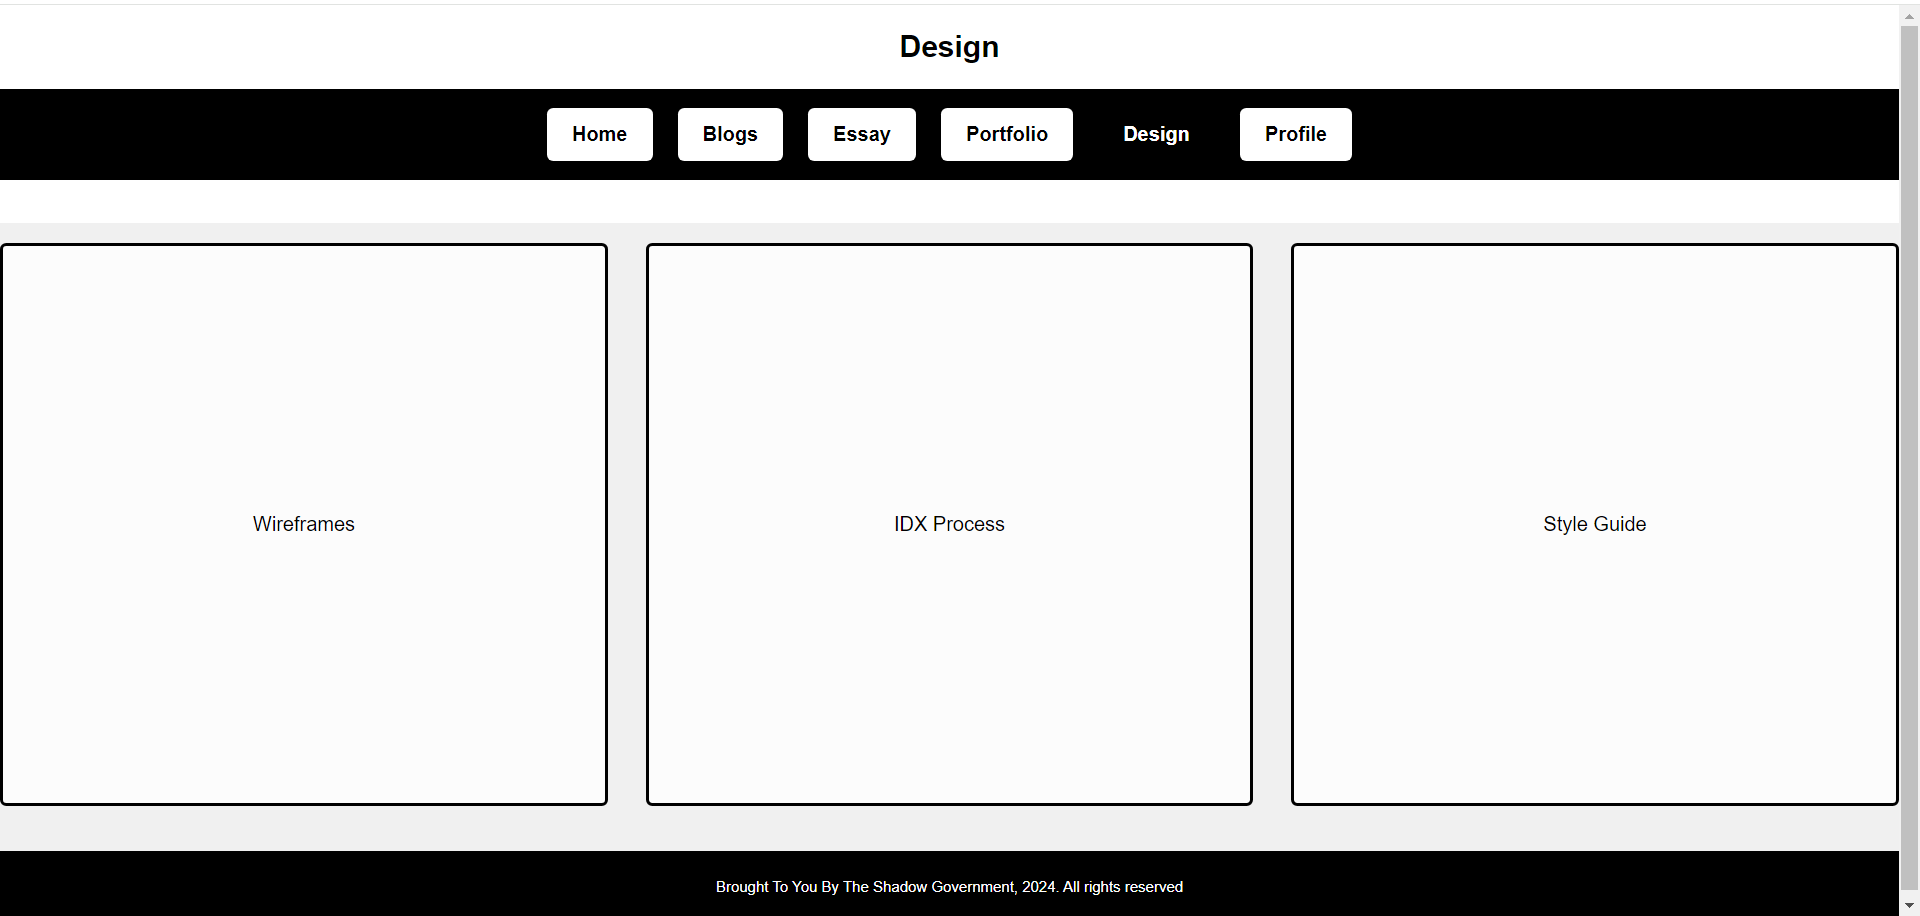 Design
Home Blogs Essay Portfolio Design Profile
Wireframes IDX Process Style Guide
Brought To You By The Shadow Government, 2024. All rights reserved